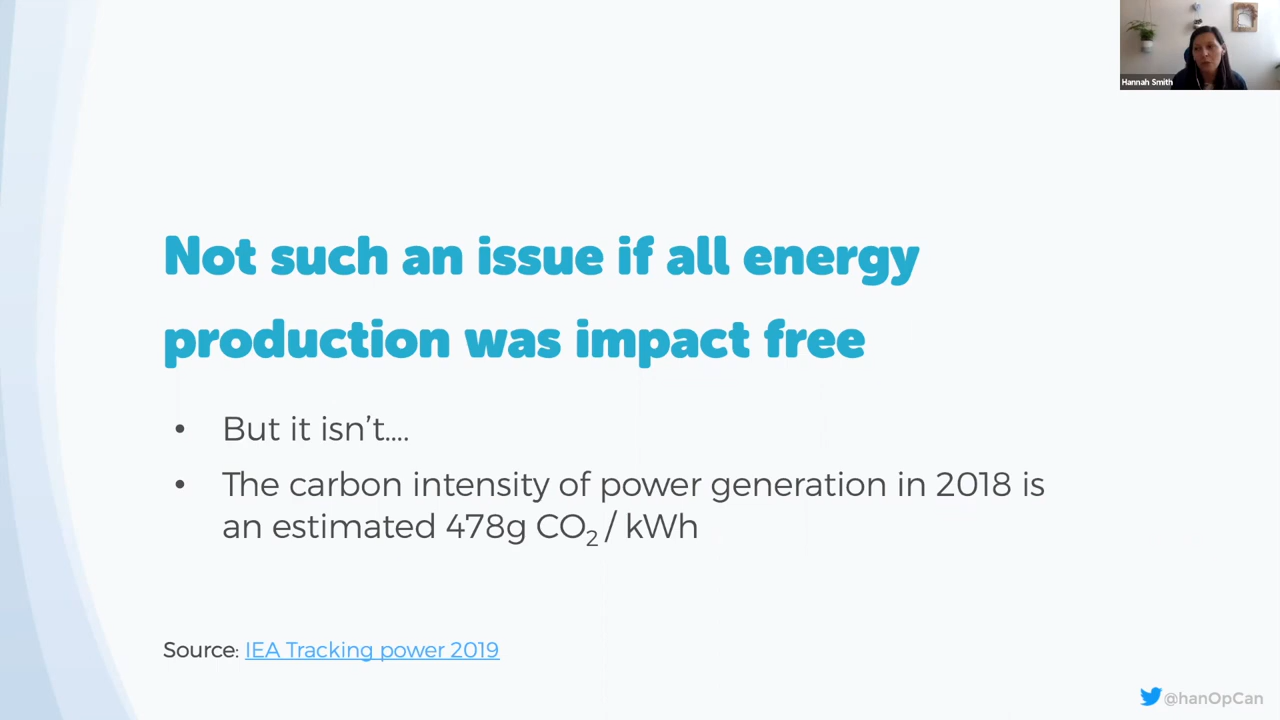 Hannah Smith
Not such an issue if all energy
production was impact free
• But it isn’t....
• The carbon intensity of power generation in 2018 is
an estimated 478g CO₂ / kWh
Source: IEA Tracking power 2019
@hanOpCan